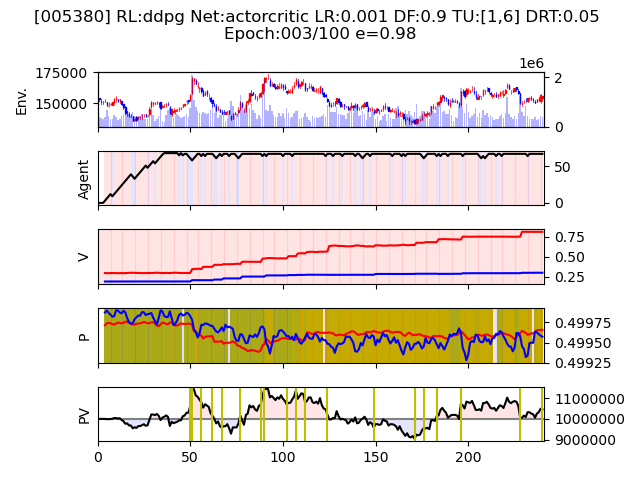 [005380] RL:ddpg Net:actorcritic LR:0.001 DF:0.9 TU:[1,6] DRT:0.05
Epoch:003/100 e=0.98
1e6
175000
150000
Env.
2
0
Agent
50
0
V
0.75
0.50
0.25
P
0.49975
0.49950
0.49925
PV
11000000
10000000
9000000
0
50
100
150
200